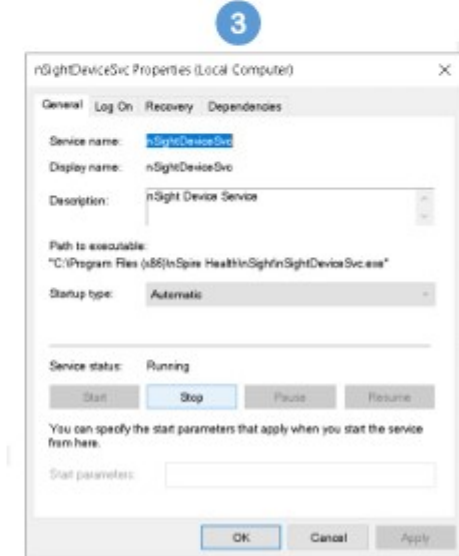 3
nSightDeviceSvc Properties (Local Computer)
General Log On Recovery Dependencies
Service name: nSightDeviceSvc
Display name: nSightDeviceSvc
Description: nSight Device Service
Path to executable:
"C:\Program Files (x86)\nSpire Health\nSight\nSightDeviceSvc.exe"
Startup type: Automatic
Service status: Running
Start Stop Pause Resume
You can specify the start parameters that apply when you start the service
from here.
Start parameters:
OK Cancel Apply